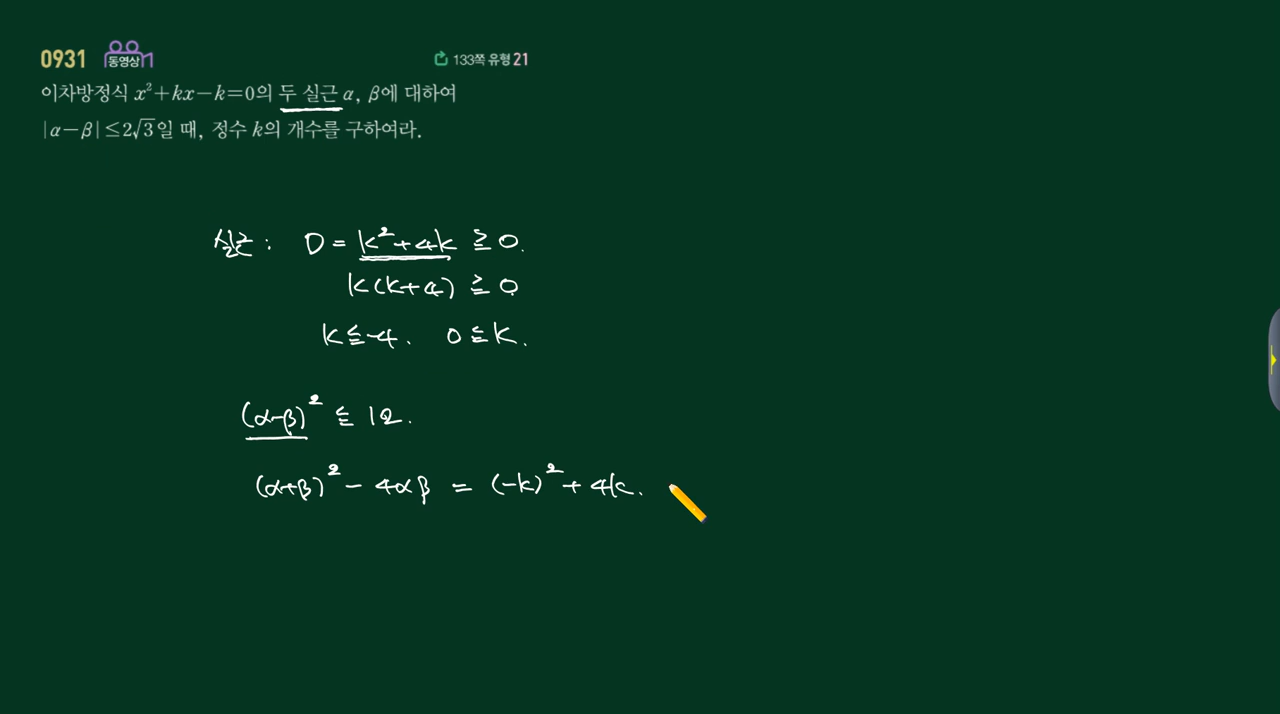 0931 동영상 133쪽 유형 21
이차방정식 x²+kx−k=0의 두 실근 α, β에 대하여
|α−β|≤2√3일 때, 정수 k의 개수를 구하여라.
실근 : D = k²+4k ≧ 0.
k(k+4) ≧ 0
k≦-4. 0≦k.
(α-β)² ≦ 12.
(α+β)² - 4αβ = (-k)² + 4k.